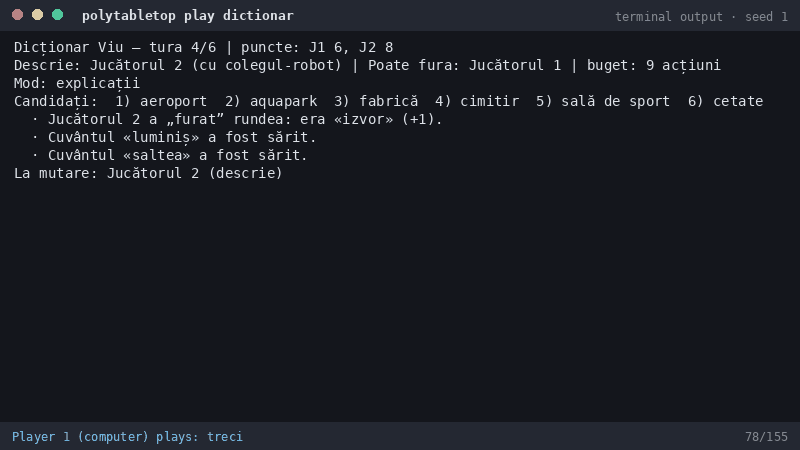 polytabletop play dictionar
terminal output · seed 1
Dicționar Viu — tura 4/6 | puncte: J1 6, J2 8
Descrie: Jucătorul 2 (cu colegul-robot) | Poate fura: Jucătorul 1 | buget: 9 acțiuni
Mod: explicații
Candidați:  1) aeroport  2) aquapark  3) fabrică  4) cimitir  5) sală de sport  6) cetate
· Jucătorul 2 a „furat” rundea: era «izvor» (+1).
· Cuvântul «luminiș» a fost sărit.
· Cuvântul «saltea» a fost sărit.
La mutare: Jucătorul 2 (descrie)
Player 1 (computer) plays: treci
78/155